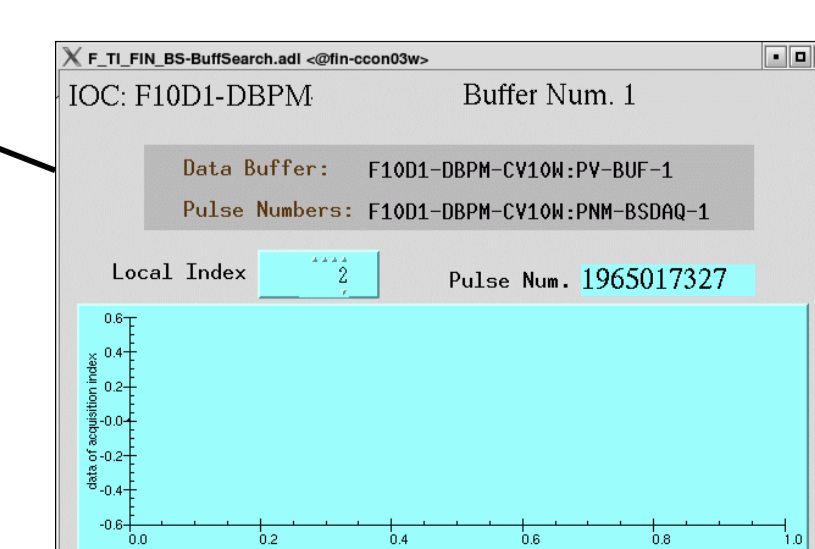 F_TI_FIN_BS-BuffSearch.adl <@fin-ccon03w>
IOC: F10D1-DBPM Buffer Num. 1
Data Buffer: F10D1-DBPM-CV10W:PV-BUF-1
Pulse Numbers: F10D1-DBPM-CV10W:PNM-BSDAQ-1
Local Index 2 Pulse Num. 1965017327
data of acquisition index
0.6
0.4
0.2
-0.0
-0.2
-0.4
-0.6
0.0 0.2 0.4 0.6 0.8 1.0